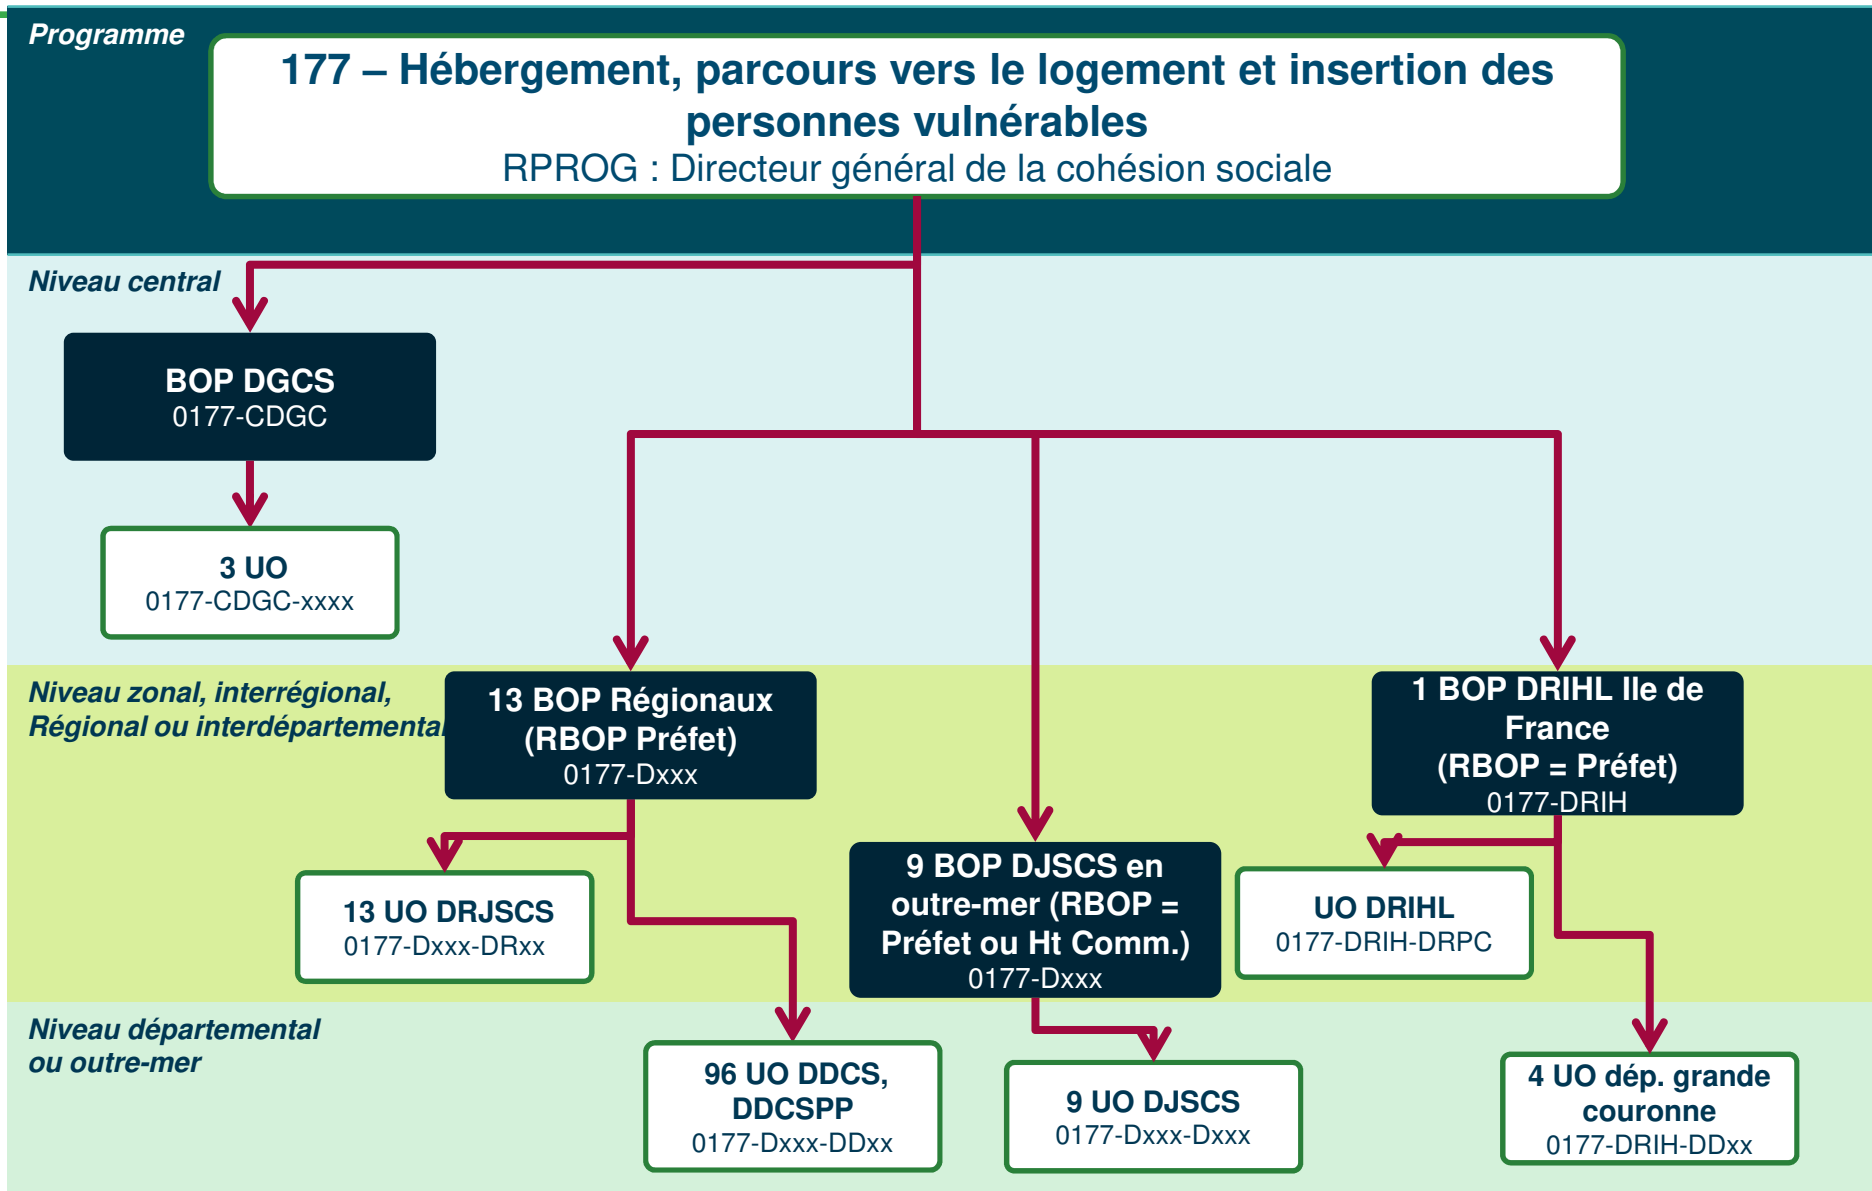 Programme
177 – Hébergement, parcours vers le logement et insertion des
personnes vulnérables
RPROG : Directeur général de la cohésion sociale
Niveau central
BOP DGCS
0177-CDGC
3 UO
0177-CDGC-xxxx
Niveau zonal, interrégional,
Régional ou interdépartemental
13 BOP Régionaux
(RBOP Préfet)
0177-Dxxx
1 BOP DRIHL Ile de
France
(RBOP = Préfet)
0177-DRIH
13 UO DRJSCS
0177-Dxxx-DRxx
9 BOP DJSCS en
outre-mer (RBOP =
Préfet ou Ht Comm.)
0177-Dxxx
UO DRIHL
0177-DRIH-DRPC
Niveau départemental
ou outre-mer
96 UO DDCS,
DDCSPP
0177-Dxxx-DDxx
9 UO DJSCS
0177-Dxxx-Dxxx
4 UO dép. grande
couronne
0177-DRIH-DDxx